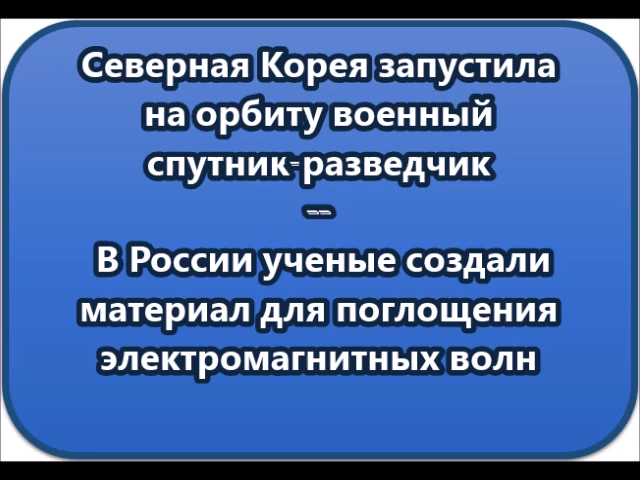 Северная Корея запустила
на орбиту военный
спутник-разведчик
--
В России ученые создали
материал для поглощения
электромагнитных волн